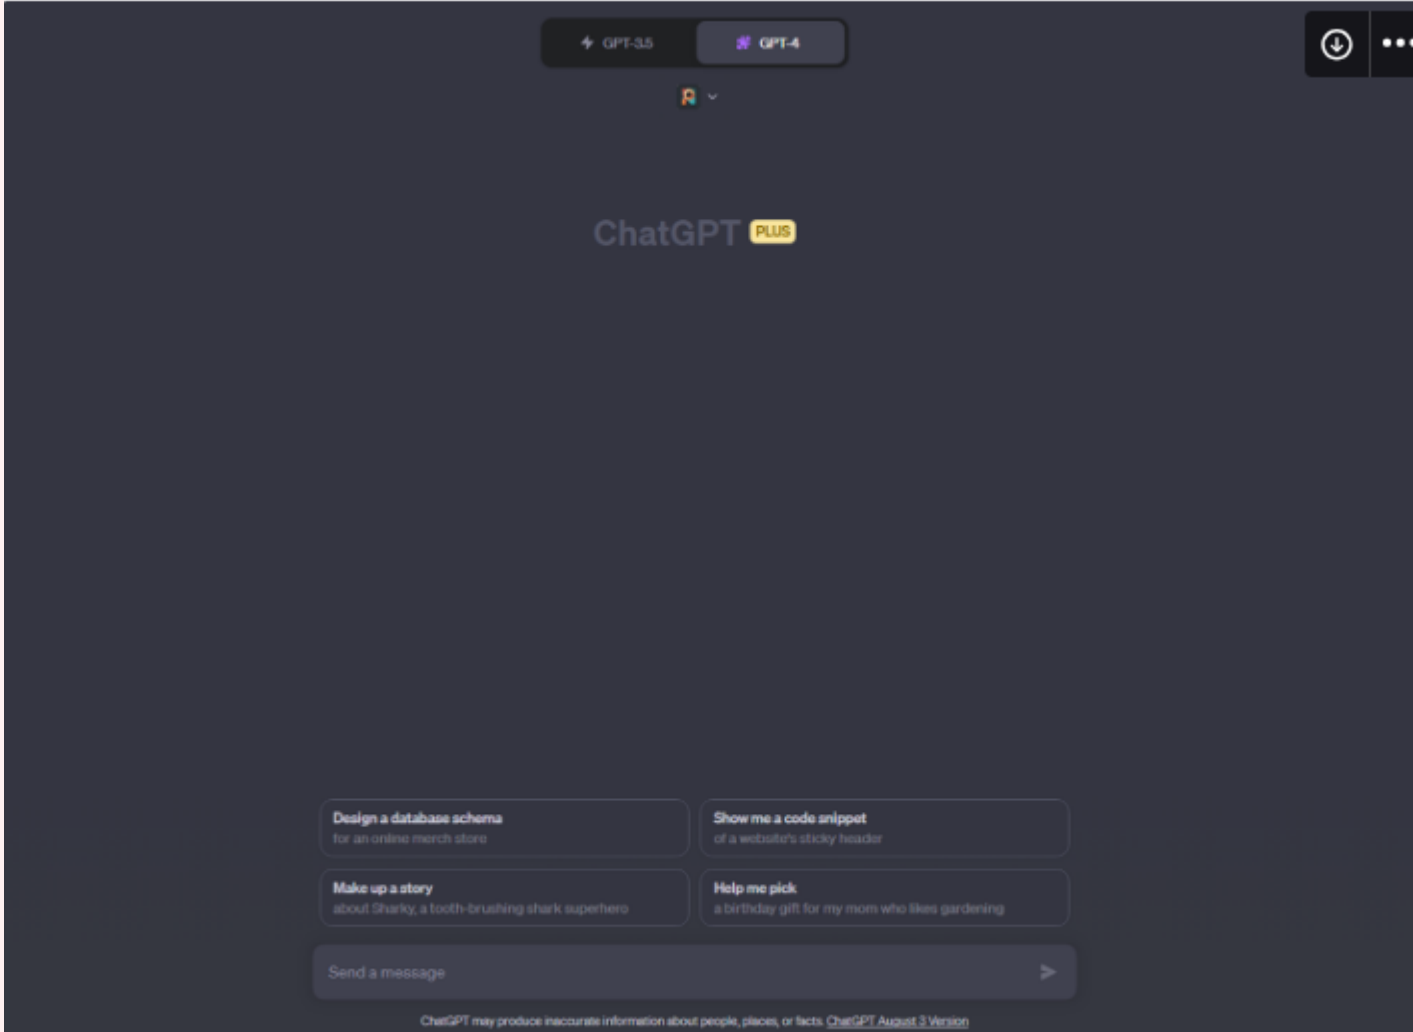 GPT-3.5
GPT-4
ChatGPT PLUS
Design a database schema
for an online merch store
Show me a code snippet
of a website's sticky header
Make up a story
about Sharky, a tooth-brushing shark superhero
Help me pick
a birthday gift for my mom who likes gardening
Send a message
ChatGPT may produce inaccurate information about people, places, or facts. ChatGPT August 3 Version